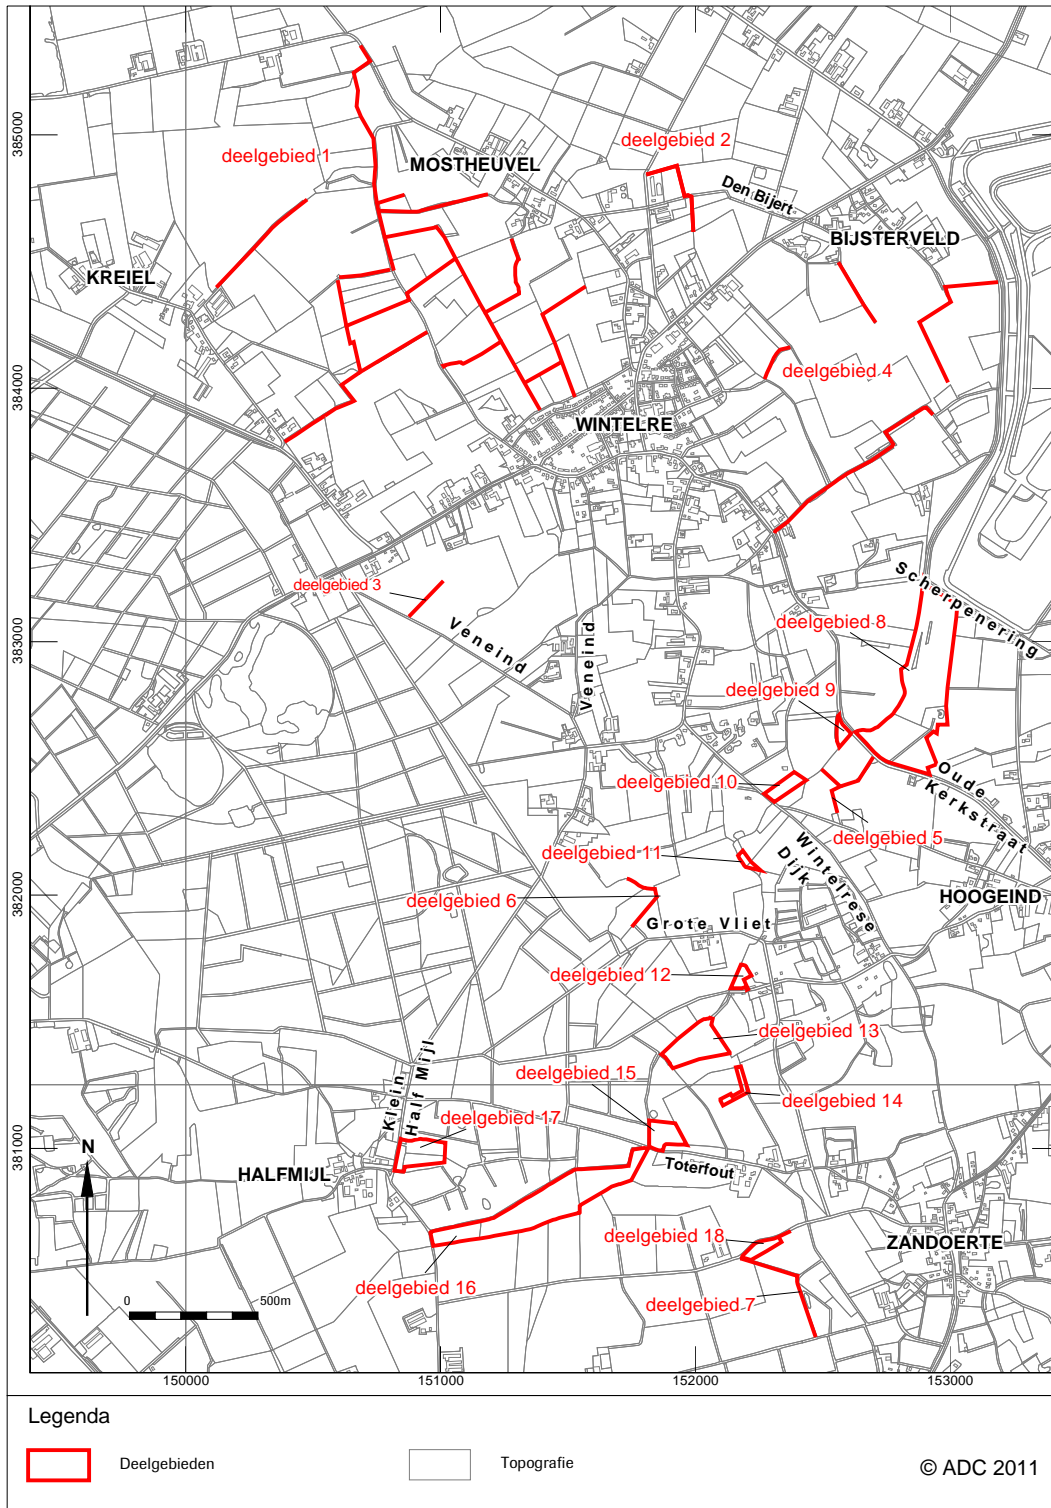 385000
deelgebied 1
MOSTHEUVEL
deelgebied 2
Den Bijert
BIJSTERVELD
KREIEL
384000
deelgebied 4
WINTELRE
deelgebied 3
Veneind
Veneind
383000
Scherpenering
deelgebied 8
deelgebied 9
deelgebied 10
Oude
Kerkstraat
deelgebied 5
deelgebied 11
Wintelrese
Dijk
382000
deelgebied 6
HOOGEIND
Grote Vliet
deelgebied 12
deelgebied 13
Klein
Half Mijl
deelgebied 15
deelgebied 14
deelgebied 17
381000
N
HALFMIJL
Toterfout
deelgebied 18
ZANDOERTE
deelgebied 16
deelgebied 7
0
500m
150000
151000
152000
153000
Legenda
Deelgebieden
Topografie
© ADC 2011